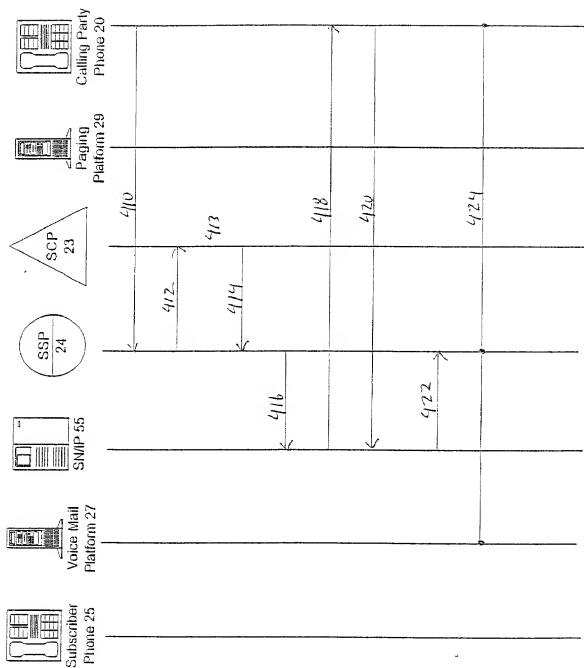 Calling Party
Phone 20
Paging
Platform 29
SCP
23
SSP
24
SN/IP 55
Voice Mail
Platform 27
Subscriber
Phone 25
410
412
413
414
416
418
420
422
424